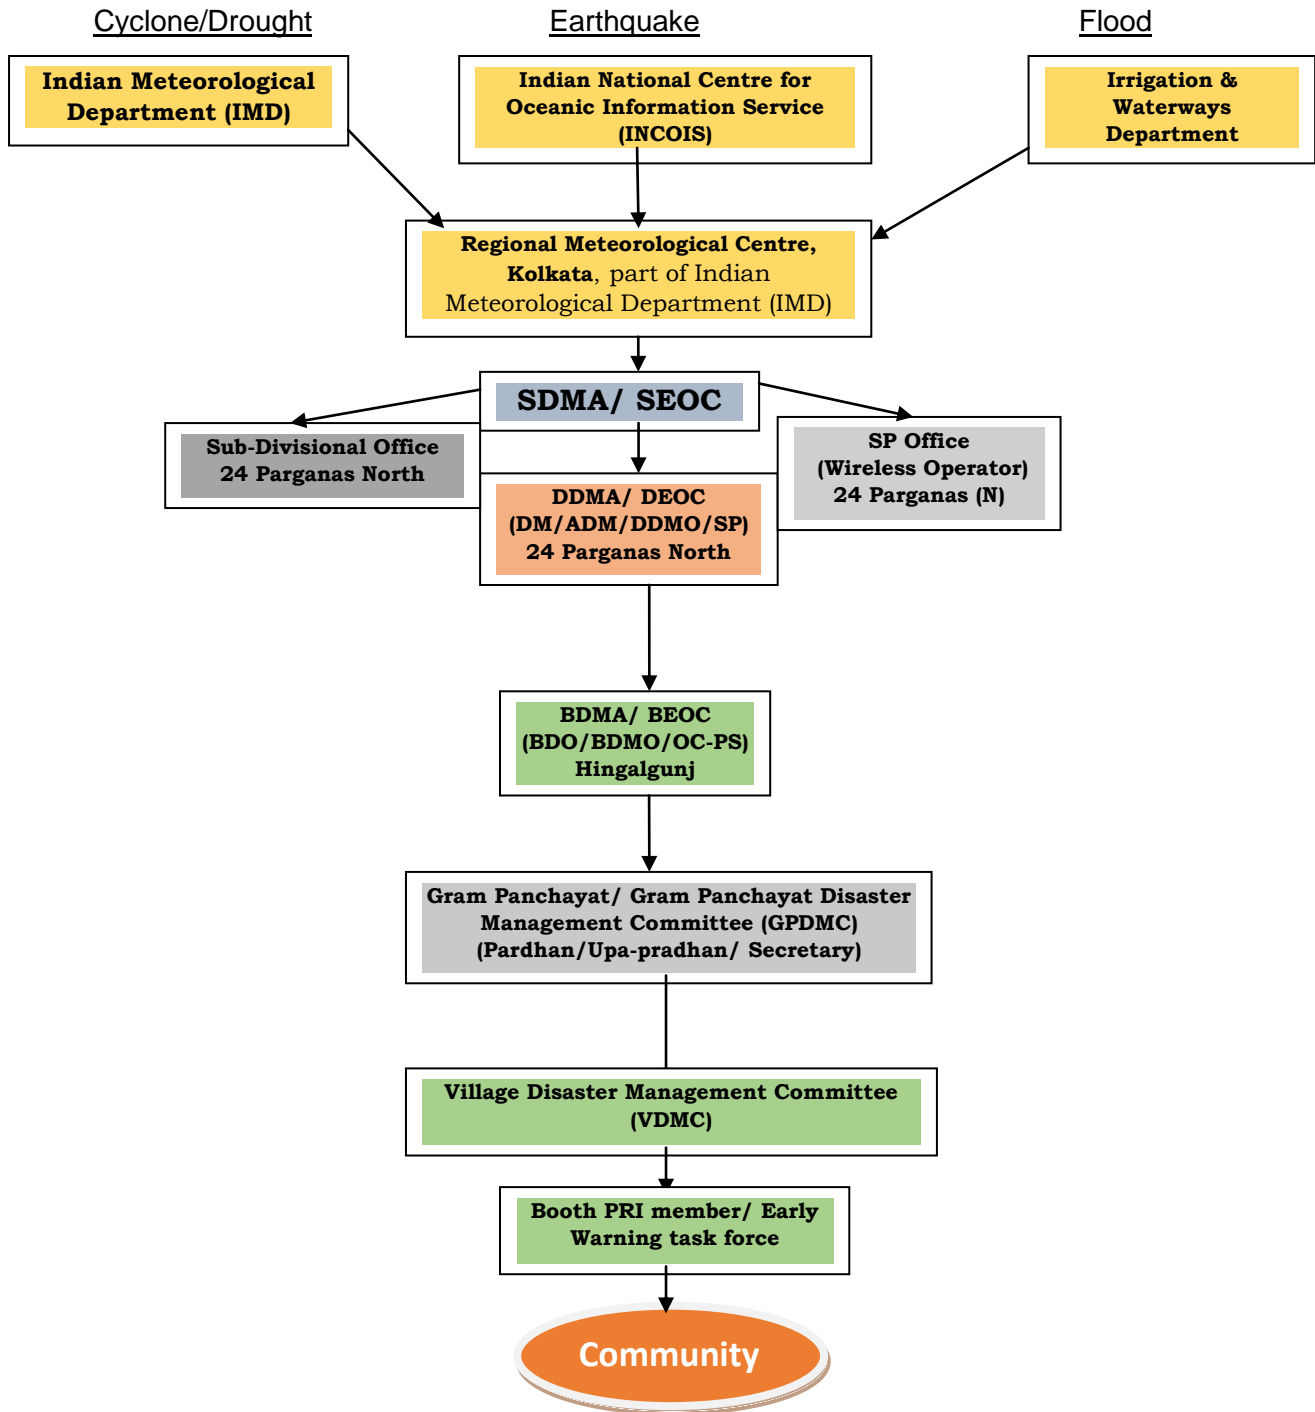 Cyclone/Drought
Earthquake
Flood
Indian Meteorological
Department (IMD)
Indian National Centre for
Oceanic Information Service
(INCOIS)
Irrigation &
Waterways
Department
Regional Meteorological Centre,
Kolkata, part of Indian
Meteorological Department (IMD)
SDMA/ SEOC
Sub-Divisional Office
24 Parganas North
SP Office
(Wireless Operator)
24 Parganas (N)
DDMA/ DEOC
(DM/ADM/DDMO/SP)
24 Parganas North
BDMA/ BEOC
(BDO/BDMO/OC-PS)
Hingalgunj
Gram Panchayat/ Gram Panchayat Disaster
Management Committee (GPDMC)
(Pardhan/Upa-pradhan/ Secretary)
Village Disaster Management Committee
(VDMC)
Booth PRI member/ Early
Warning task force
Community